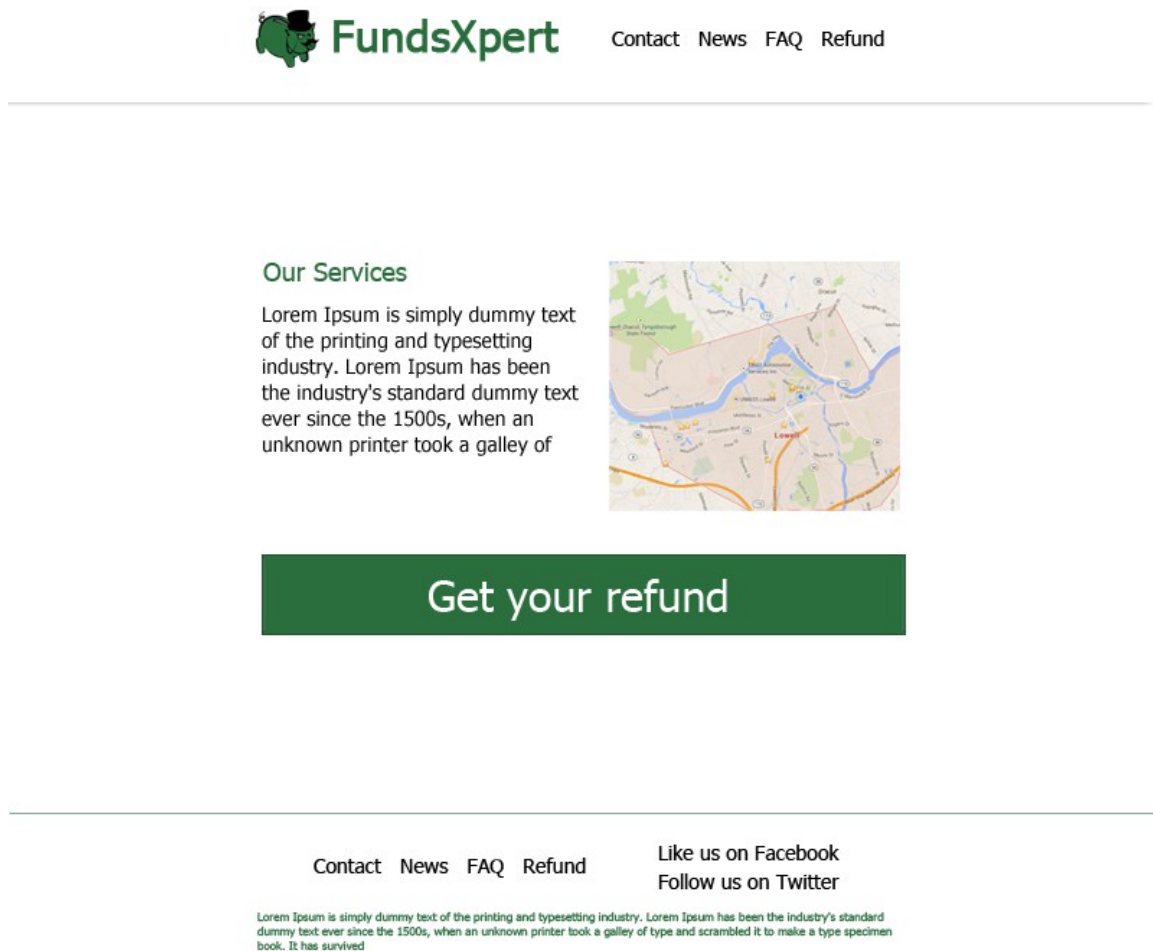 FundsXpert
Contact News FAQ Refund
Our Services
Lorem Ipsum is simply dummy text
of the printing and typesetting
industry. Lorem Ipsum has been
the industry's standard dummy text
ever since the 1500s, when an
unknown printer took a galley of
Lowell
Get your refund
Contact News FAQ Refund
Like us on Facebook
Follow us on Twitter
Lorem Ipsum is simply dummy text of the printing and typesetting industry. Lorem Ipsum has been the industry's standard
dummy text ever since the 1500s, when an unknown printer took a galley of type and scrambled it to make a type specimen
book. It has survived